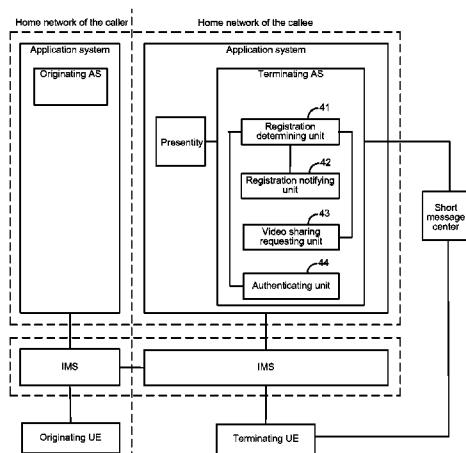 Home network of the caller
Home network of the callee
Application system
Originating AS
Application system
Terminating AS
41
Registration
determining unit
Presentity
42
Registration notifying
unit
43
Video sharing
requesting unit
44
Authenticating unit
Short
message
center
IMS
IMS
Originating UE
Terminating UE